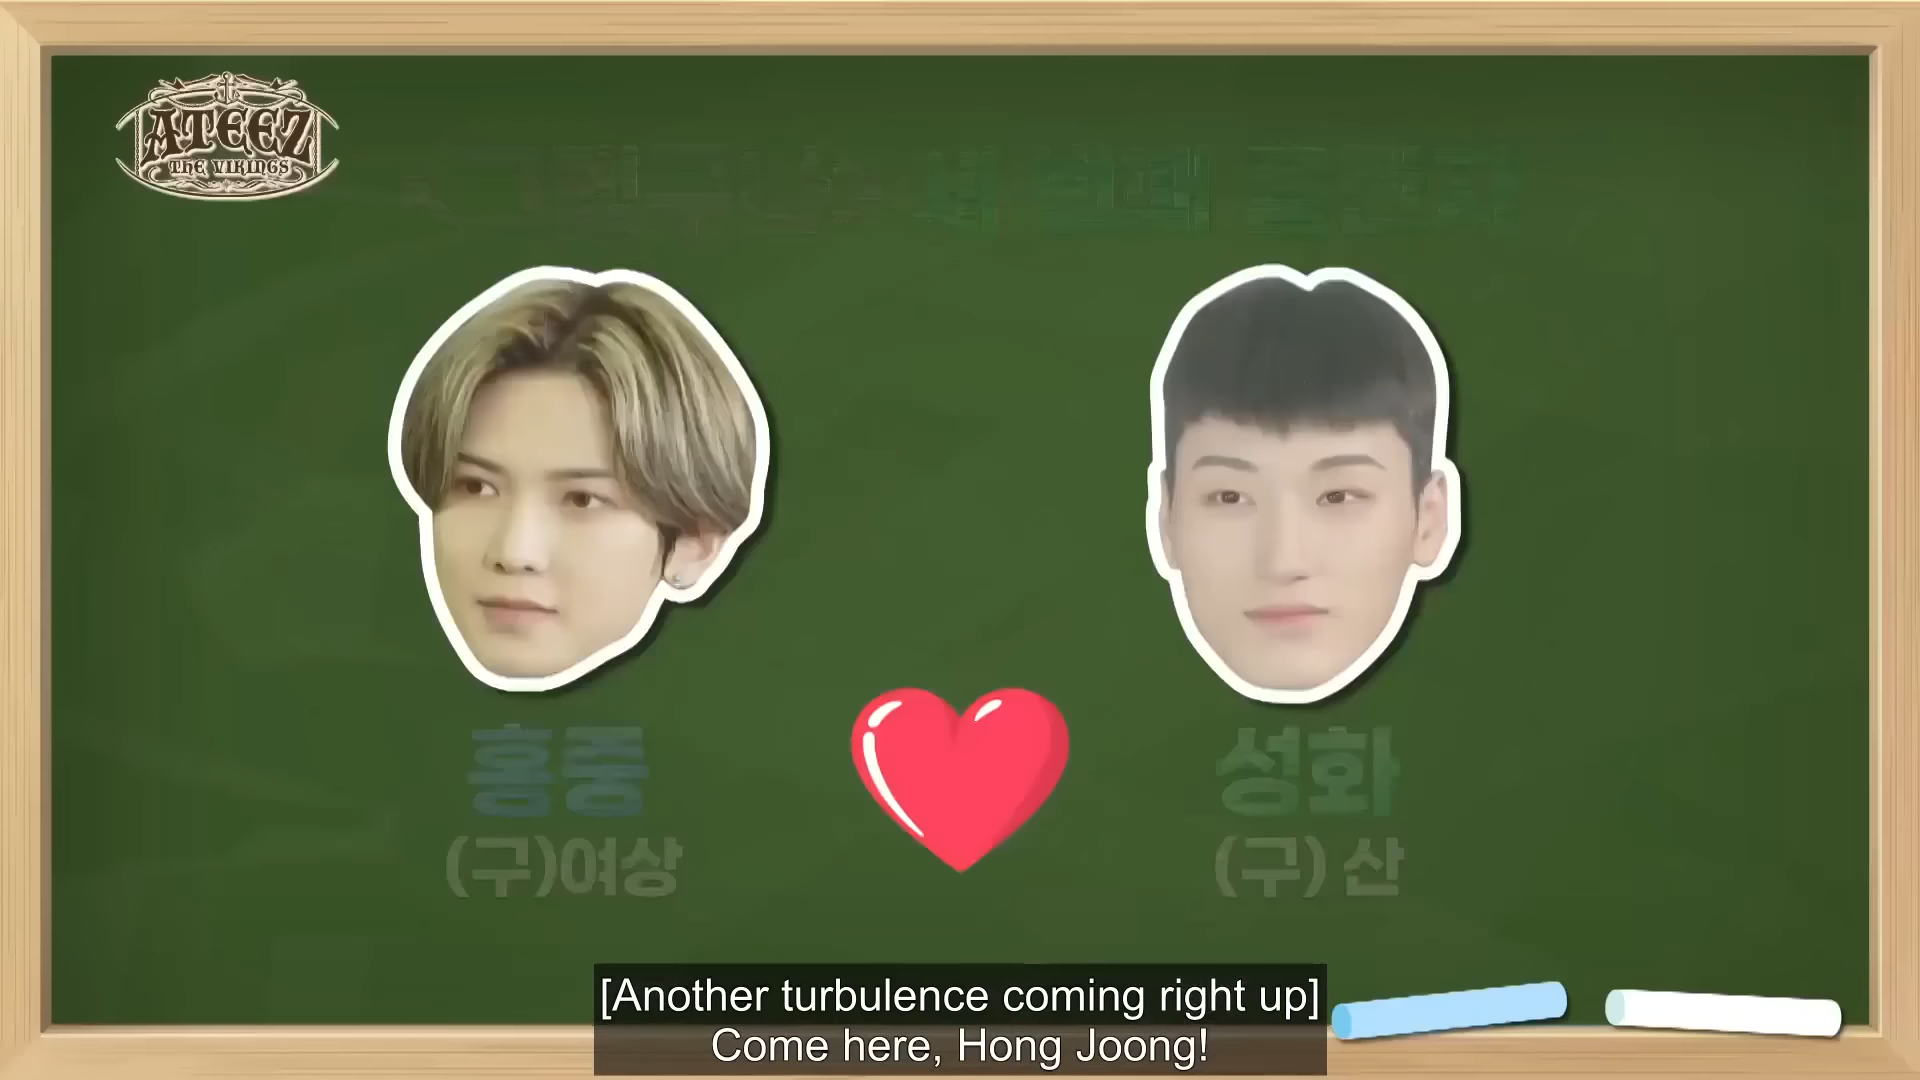 ATEEZ
THE VIKINGS
홍중
성화
(구)여상
(구) 산
[Another turbulence coming right up]
Come here, Hong Joong!